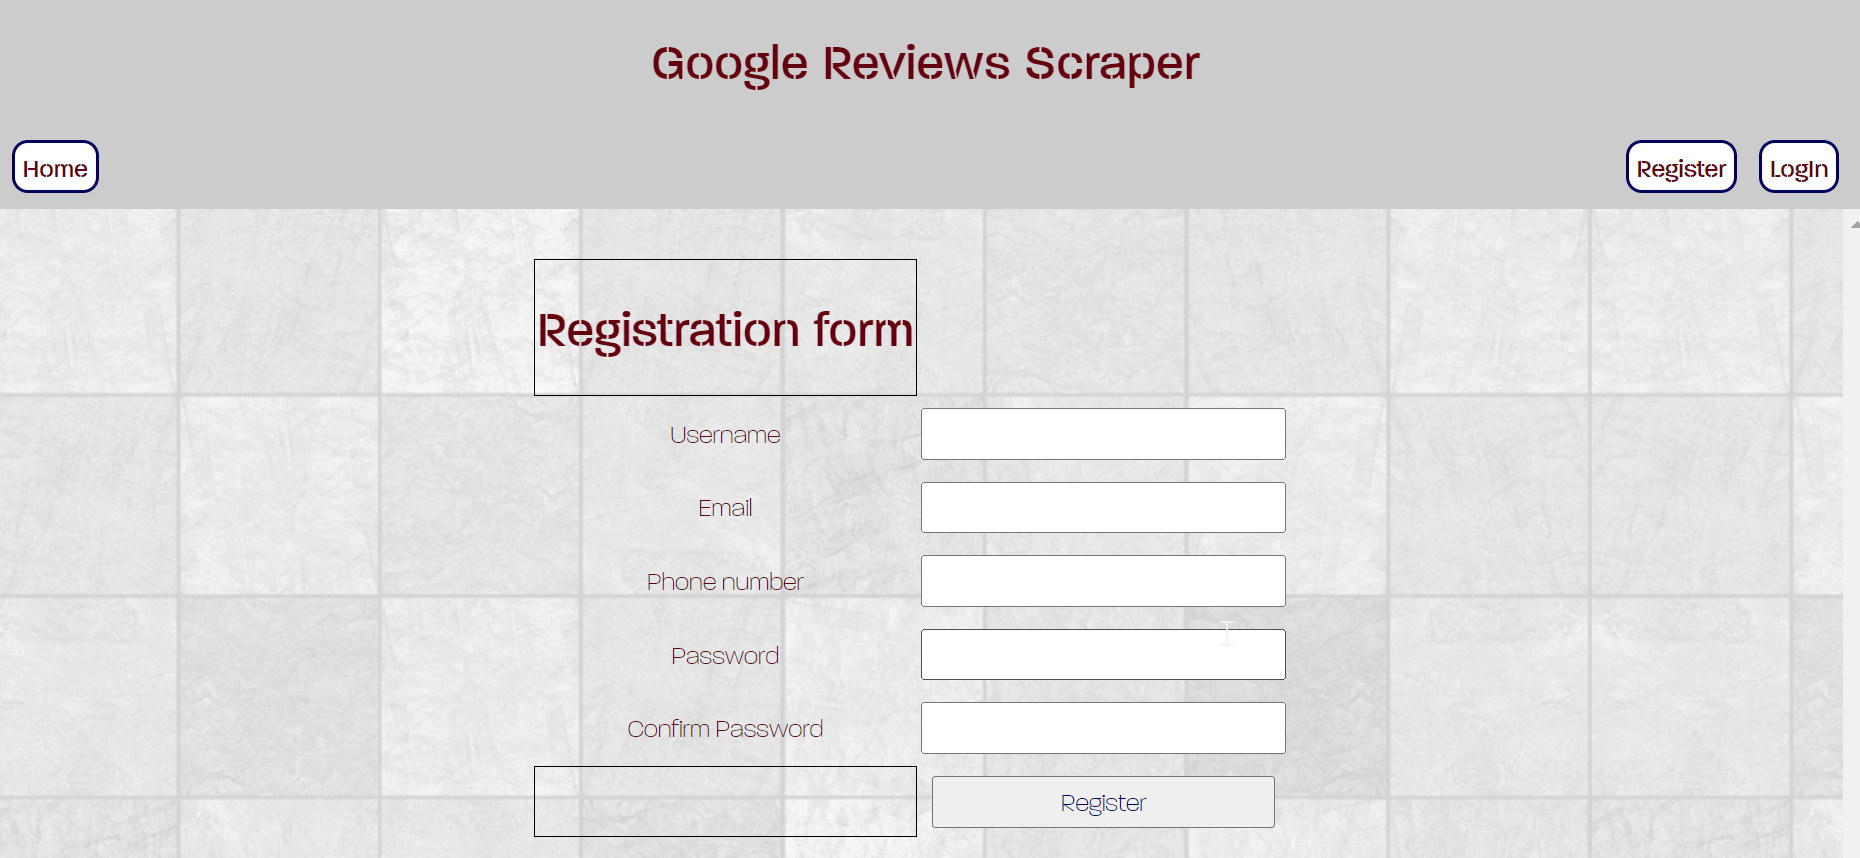 Google Reviews Scraper
Home
Register
LogIn
Registration form
Username
Email
Phone number
Password
Confirm Password
Register